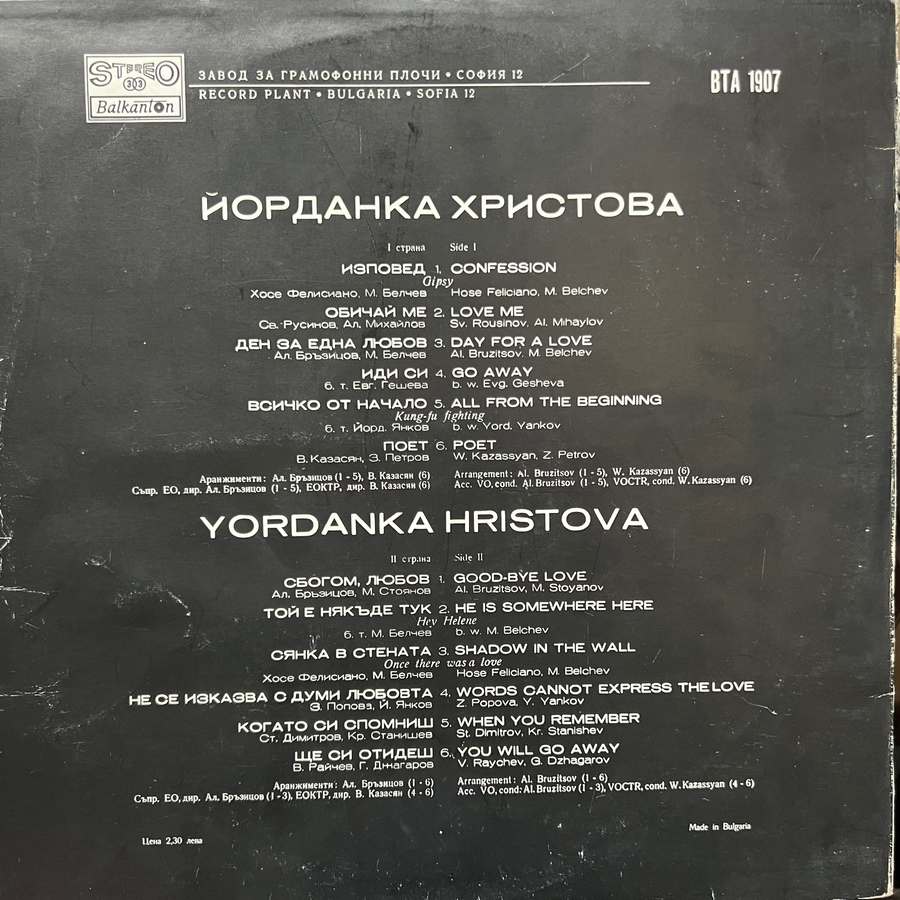 STEREO
33
Balkanton
ЗАВОД ЗА ГРАМОФОННИ ПЛОЧИ • СОФИЯ 12
RECORD PLANT • BULGARIA • SOFIA 12
ВТА 1907
ЙОРДАНКА ХРИСТОВА
I страна Side I
ИЗПОВЕД 1. CONFESSION
Gipsy
Хосе Фелисиано, М. Белчев Hose Feliciano, M. Belchev
ОБИЧАЙ МЕ 2. LOVE ME
Св. Русинов, Ал. Михайлов Sv. Rousinov, Al. Mihaylov
ДЕН ЗА ЕДНА ЛЮБОВ 3. DAY FOR A LOVE
Ал. Бръзицов, М. Белчев Al. Bruzitsov, M. Belchev
ИДИ СИ 4. GO AWAY
б. т. Евг. Гешева b. w. Evg. Gesheva
ВСИЧКО ОТ НАЧАЛО 5. ALL FROM THE BEGINNING
Kung-fu fighting
б. т. Йорд. Янков b. w. Yord. Yankov
ПОЕТ 6. POET
В. Казасян, З. Петров W. Kazassyan, Z. Petrov
Аранжименти: Ал. Бръзицов (1 - 5), В. Казасян (6) Arrangement: Al. Bruzitsov (1 - 5), W. Kazassyan (6)
Съпр. ЕО, дир. Ал. Бръзицов (1 - 5), ЕОКТР, дир. В. Казасян (6) Acc. VO, cond. Al. Bruzitsov (1 - 5), VOCTR, cond. W. Kazassyan (6)
YORDANKA HRISTOVA
II страна Side II
СБОГОМ, ЛЮБОВ 1. GOOD-BYE LOVE
Ал. Бръзицов, М. Стоянов Al. Bruzitsov, M. Stoyanov
ТОЙ Е НЯКЪДЕ ТУК 2. HE IS SOMEWHERE HERE
Hey Helene
б. т. М. Белчев b. w. M. Belchev
СЯНКА В СТЕНАТА 3. SHADOW IN THE WALL
Once there was a love
Хосе Фелисиано, М. Белчев Hose Feliciano, M. Belchev
НЕ СЕ ИЗКАЗВА С ДУМИ ЛЮБОВТА 4. WORDS CANNOT EXPRESS THE LOVE
З. Попова, Й. Янков Z. Popova, Y. Yankov
КОГАТО СИ СПОМНИШ 5. WHEN YOU REMEMBER
Ст. Димитров, Кр. Станишев St. Dimitrov, Kr. Stanishev
ЩЕ СИ ОТИДЕШ 6. YOU WILL GO AWAY
В. Райчев, Г. Джагаров V. Raychev, G. Dzhagarov
Аранжименти: Ал. Бръзицов (1 - 6) Arrangement: Al. Bruzitsov (1 - 6)
Съпр. ЕО, дир. Ал. Бръзицов (1 - 3), ЕОКТР, дир. В. Казасян (4 - 6) Acc. VO, cond: Al. Bruzitsov (1 - 3), VOCTR, cond. W. Kazassyan (4 - 6)
Цена 2,30 лева
Made in Bulgaria